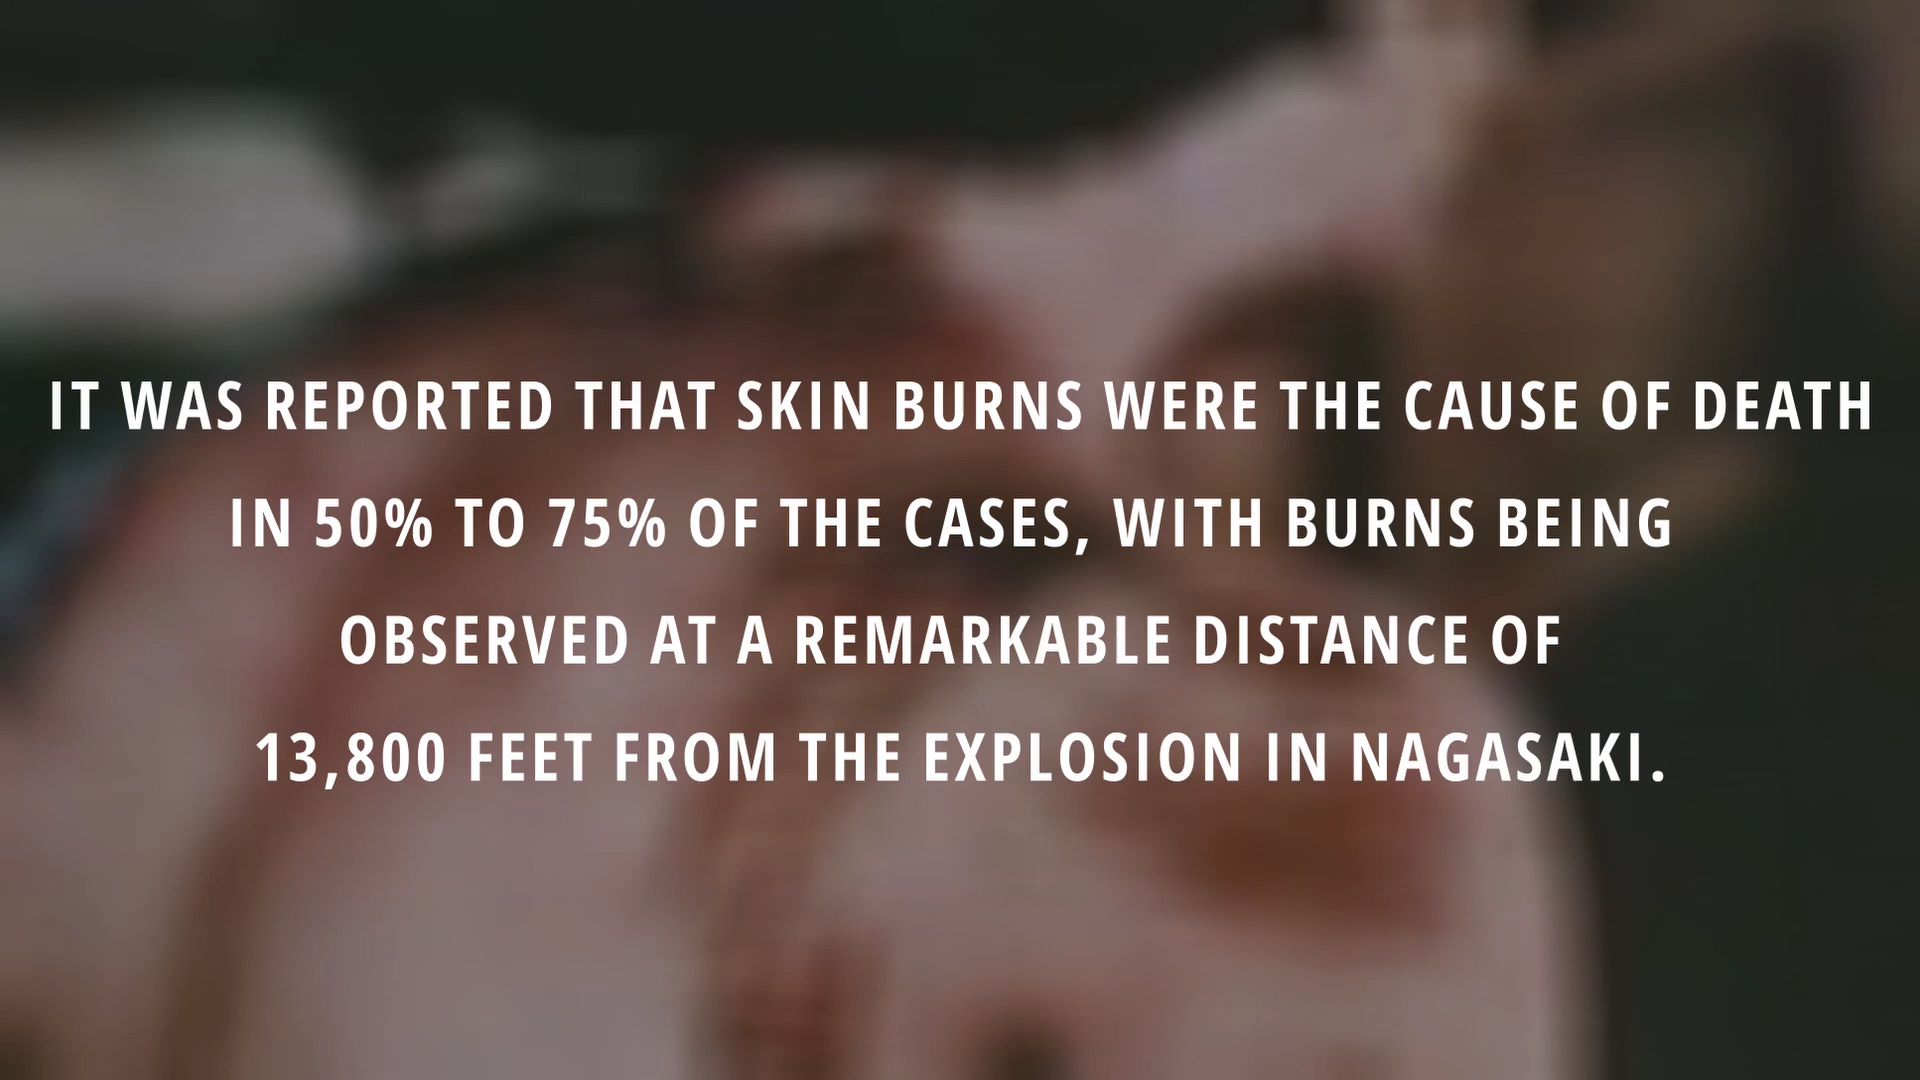 IT WAS REPORTED THAT SKIN BURNS WERE THE CAUSE OF DEATH
IN 50% TO 75% OF THE CASES, WITH BURNS BEING
OBSERVED AT A REMARKABLE DISTANCE OF
13,800 FEET FROM THE EXPLOSION IN NAGASAKI.